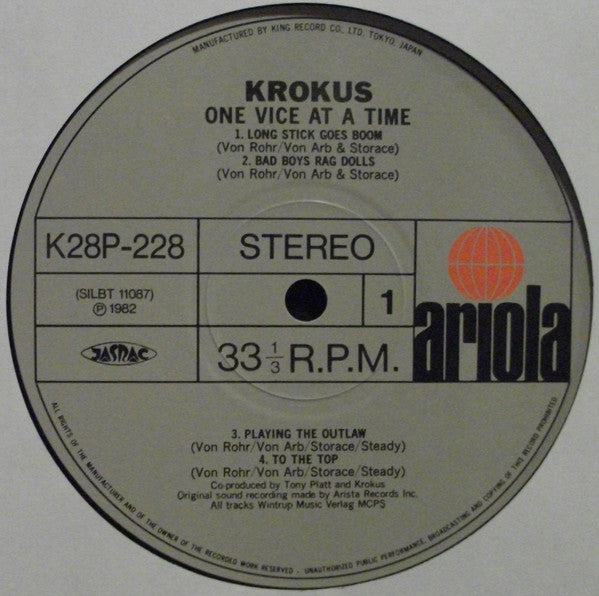 MANUFACTURED BY KING RECORD CO., LTD. TOKYO, JAPAN
KROKUS
ONE VICE AT A TIME
1. LONG STICK GOES BOOM
(Von Rohr/Von Arb & Storace)
2. BAD BOYS RAG DOLLS
(Von Rohr/Von Arb & Storace)
K28P-228
STEREO
(SILBT 11087)
Ⓟ 1982
1
ariola
JASRAC
33 1/3 R.P.M.
3. PLAYING THE OUTLAW
(Von Rohr/Von Arb/Storace/Steady)
4. TO THE TOP
(Von Rohr/Von Arb/Storace/Steady)
Co-produced by Tony Platt and Krokus
Original sound recording made by Arista Records Inc.
All tracks Wintrup Music Verlag MCPS
ALL RIGHTS OF THE MANUFACTURER AND OF THE OWNER OF THE RECORDED WORK RESERVED - UNAUTHORIZED PUBLIC PERFORMANCE, BROADCASTING AND COPYING OF THIS RECORD PROHIBITED